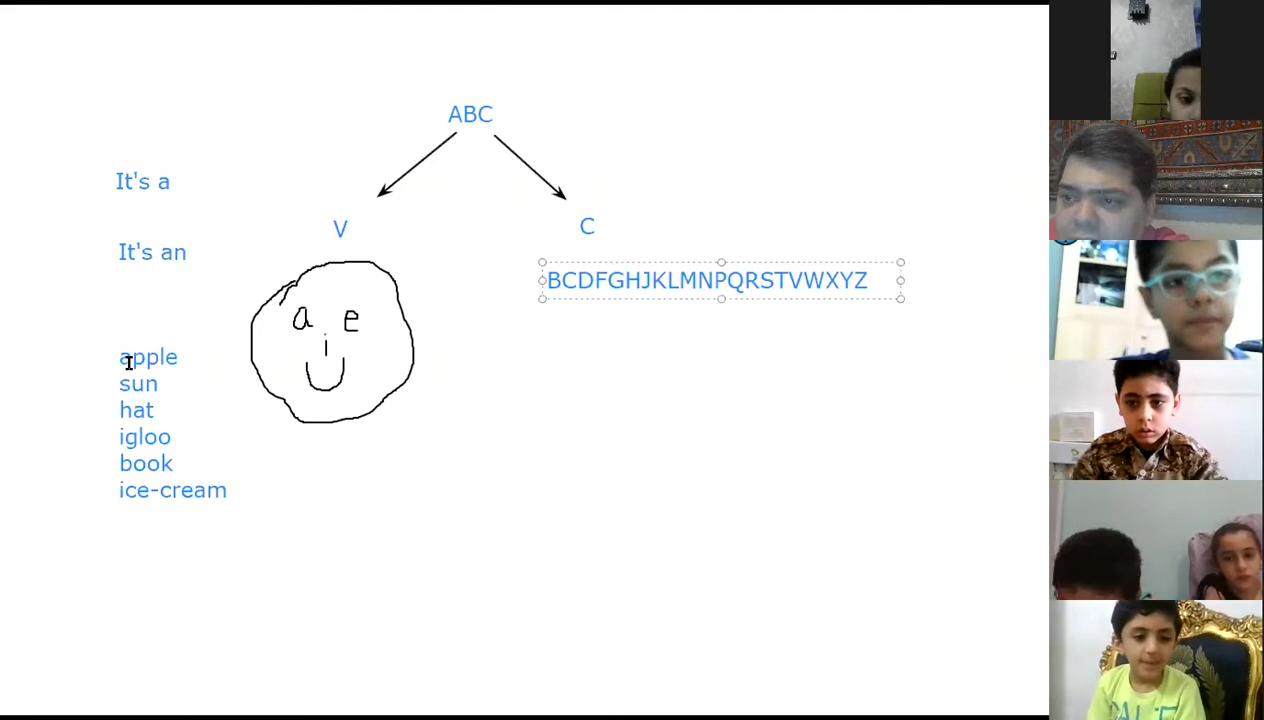 ABC
It's a
V
C
It's an
BCDFGHJKLMNPQRSTVWXYZ
a e
i
apple
sun
hat
igloo
book
ice-cream